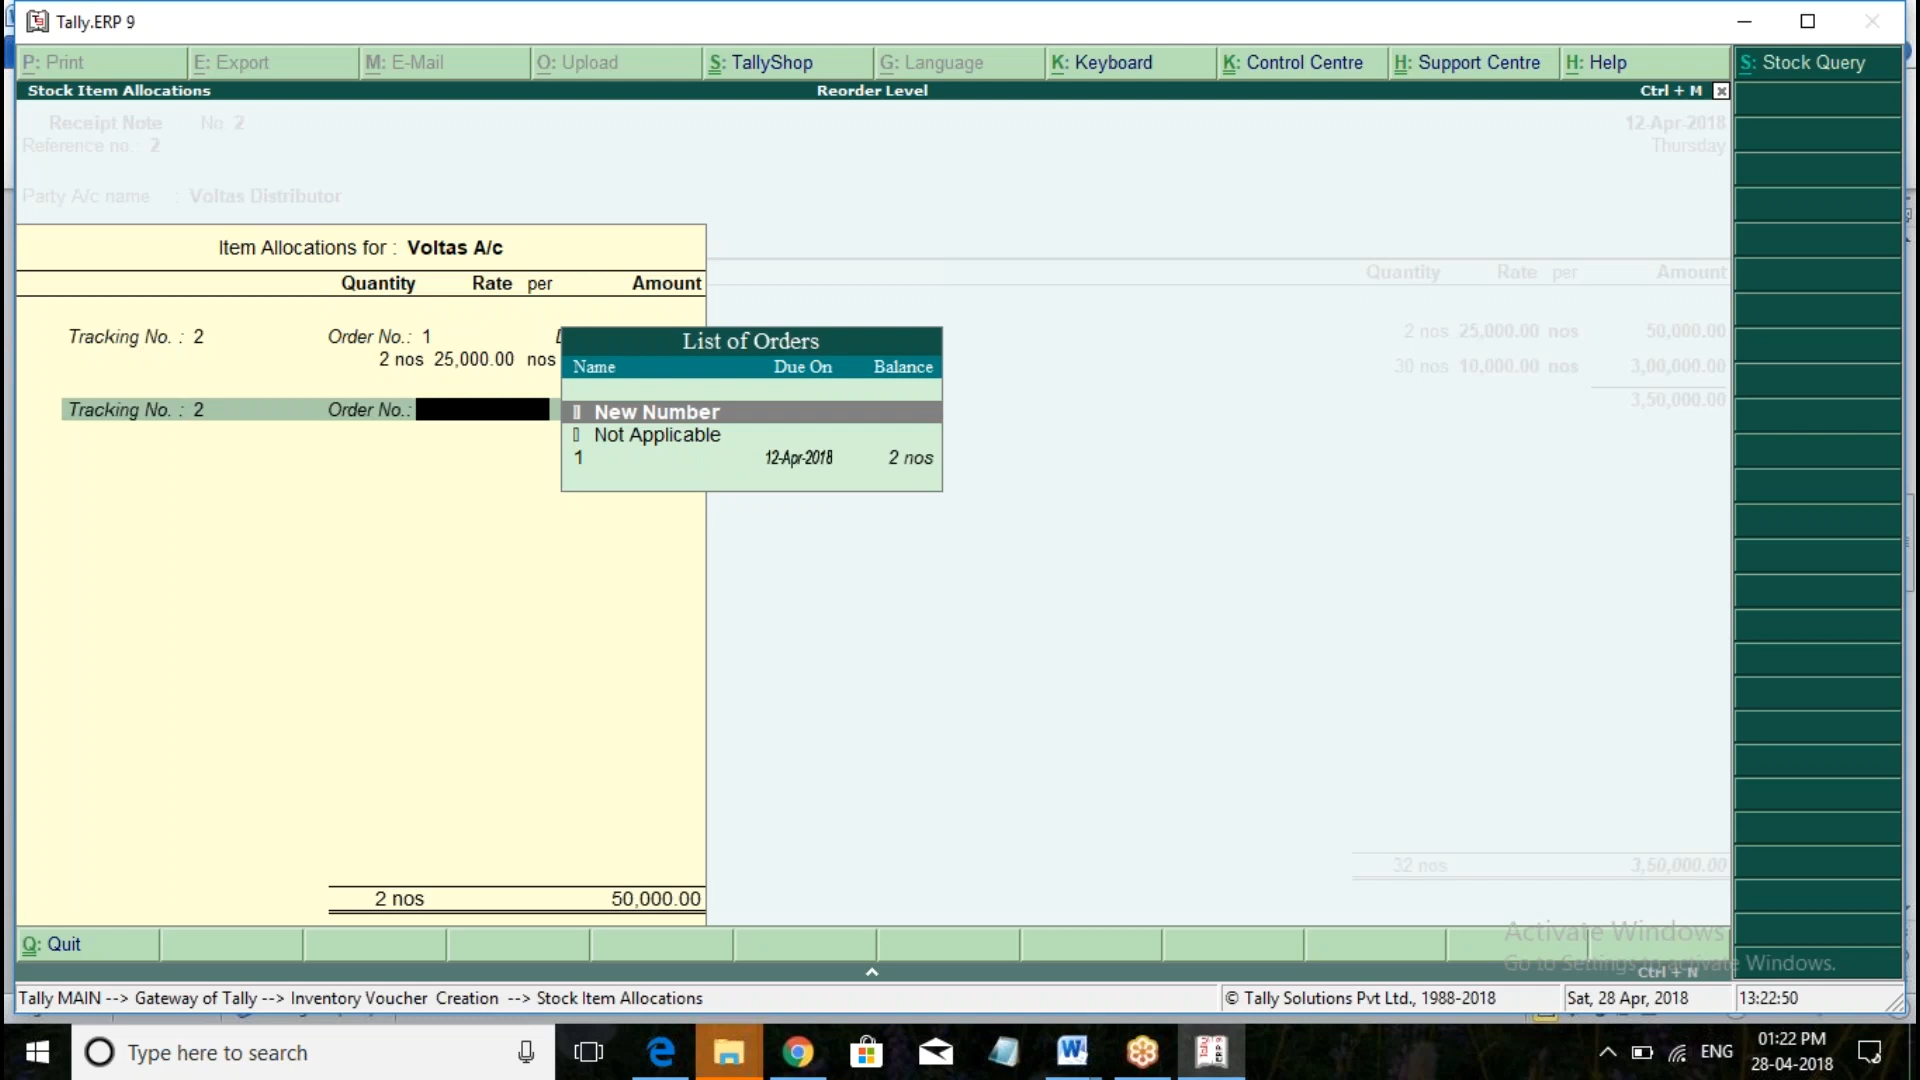 Tally.ERP 9
P: Print E: Export M: E-Mail O: Upload S: TallyShop G: Language K: Keyboard K: Control Centre H: Support Centre H: Help S: Stock Query
Stock Item Allocations Reorder Level Ctrl + M
Receipt Note No. 2 12-Apr-2018
Reference no.: 2 Thursday
Party A/c name : Voltas Distributor
Item Allocations for : Voltas A/c
Quantity Rate per Amount
Quantity Rate per Amount
Tracking No. : 2 Order No.: 1
2 nos 25,000.00 nos
2 nos 25,000.00 nos 50,000.00
30 nos 10,000.00 nos 3,00,000.00
3,50,000.00
List of Orders
Name Due On Balance
Tracking No. : 2 Order No.:
New Number
Not Applicable
1 12-Apr-2018 2 nos
32 nos 3,50,000.00
2 nos 50,000.00
Q: Quit
Activate Windows
Go to Settings to activate Windows.
Ctrl + N
Tally MAIN --> Gateway of Tally --> Inventory Voucher Creation --> Stock Item Allocations © Tally Solutions Pvt Ltd., 1988-2018 Sat, 28 Apr, 2018 13:22:50
Type here to search ENG 01:22 PM
28-04-2018